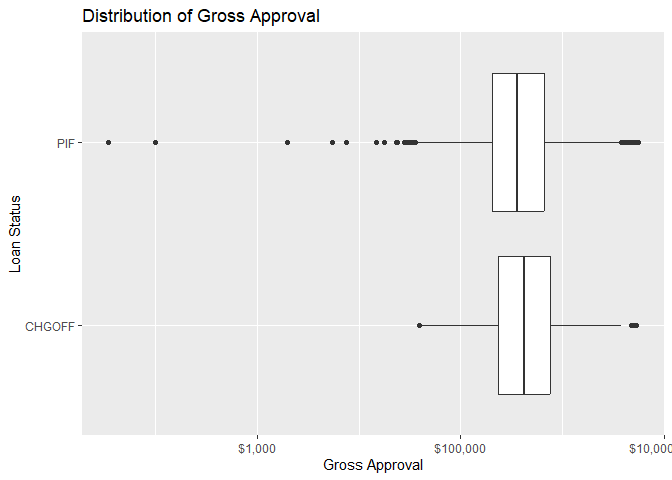 Distribution of Gross Approval
PIF
Loan Status
CHGOFF
$1,000
$100,000
$10,000
Gross Approval